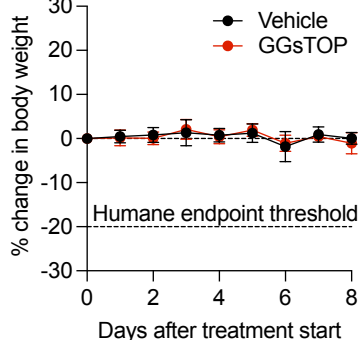 30
20
10
0
-10
-20
-30
% change in body weight
Vehicle
GGsTOP
Humane endpoint threshold
0 2 4 6 8
Days after treatment start